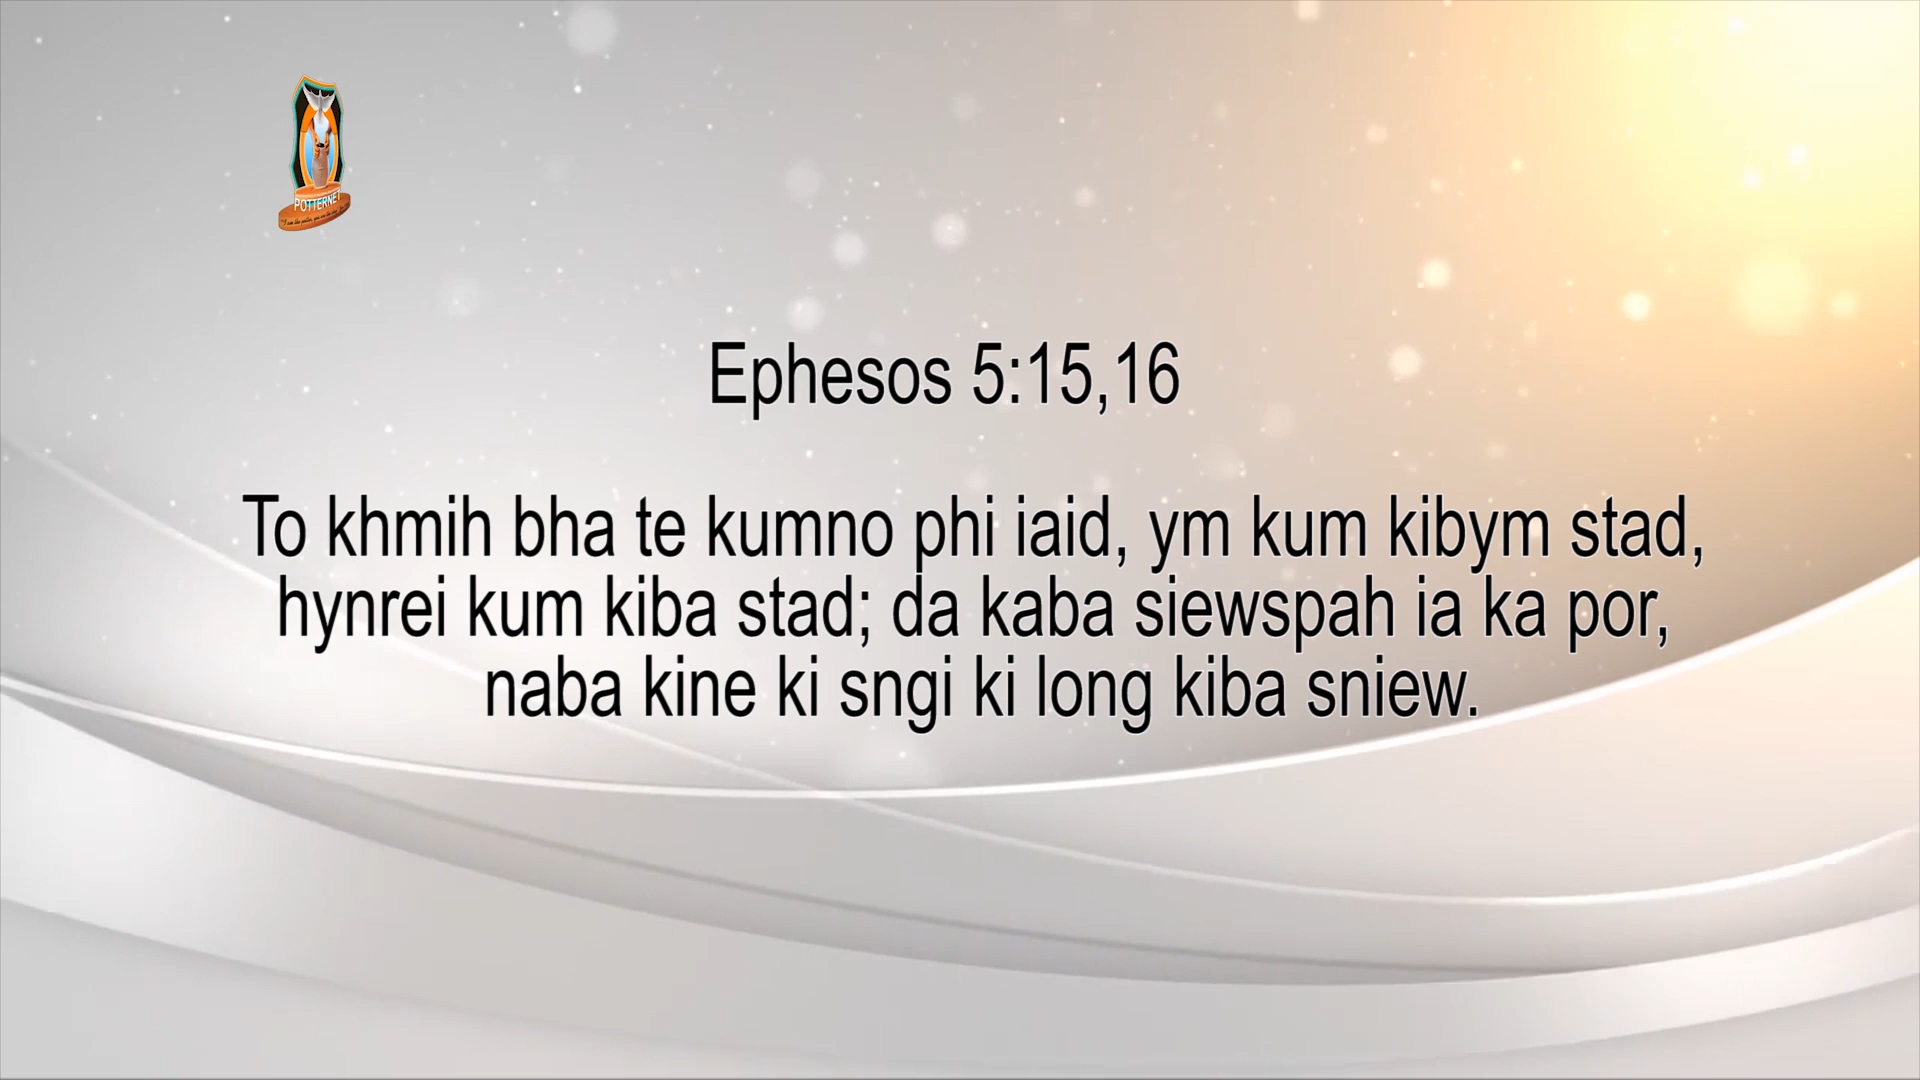 POTTERNET
Ephesos 5:15,16
To khmih bha te kumno phi iaid, ym kum kibym stad,
hynrei kum kiba stad; da kaba siewspah ia ka por,
naba kine ki sngi ki long kiba sniew.